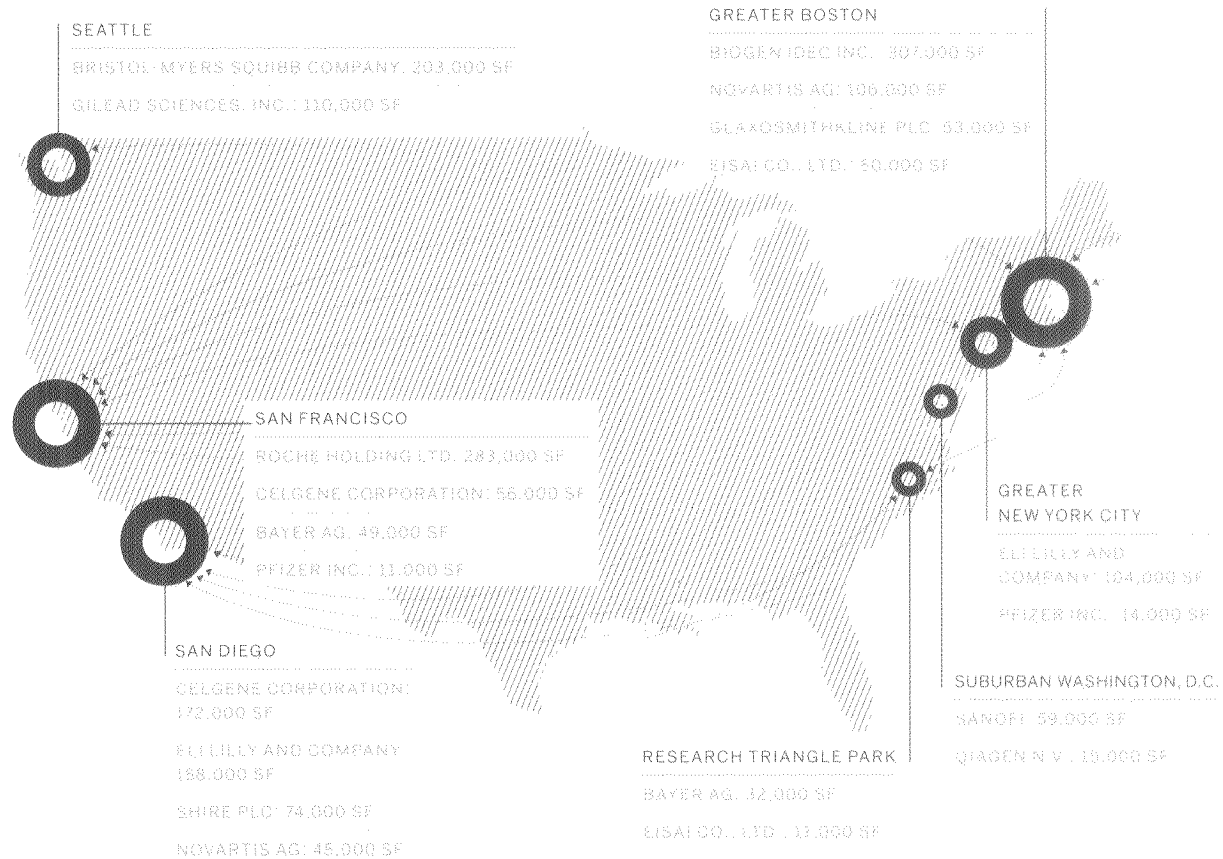 SEATTLE
BRISTOL-MYERS SQUIBB COMPANY: 203,000 SF
GILEAD SCIENCES, INC.: 110,000 SF
GREATER BOSTON
BIOGEN IDEC INC.: 307,000 SF
NOVARTIS AG: 106,000 SF
GLAXOSMITHKLINE PLC: 53,000 SF
EISAI CO., LTD.: 50,000 SF
SAN FRANCISCO
ROCHE HOLDING LTD: 283,000 SF
CELGENE CORPORATION: 56,000 SF
BAYER AG: 49,000 SF
PFIZER INC.: 11,000 SF
GREATER
NEW YORK CITY
ELI LILLY AND
COMPANY: 104,000 SF
PFIZER INC.: 14,000 SF
SAN DIEGO
CELGENE CORPORATION:
172,000 SF
ELI LILLY AND COMPANY
158,000 SF
SHIRE PLC: 74,000 SF
NOVARTIS AG: 45,000 SF
SUBURBAN WASHINGTON, D.C.
SANOFI: 59,000 SF
QIAGEN N.V.: 15,000 SF
RESEARCH TRIANGLE PARK
BAYER AG: 32,000 SF
EISAI CO., LTD.: 13,000 SF